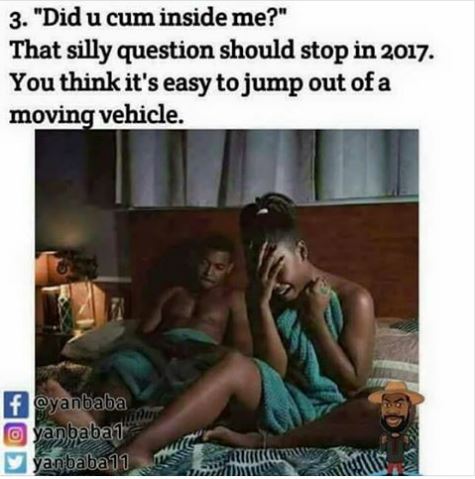 3. "Did u cum inside me?"
That silly question should stop in 2017.
You think it's easy to jump out of a
moving vehicle.
@yanbaba
yanbaba1
yanbaba11